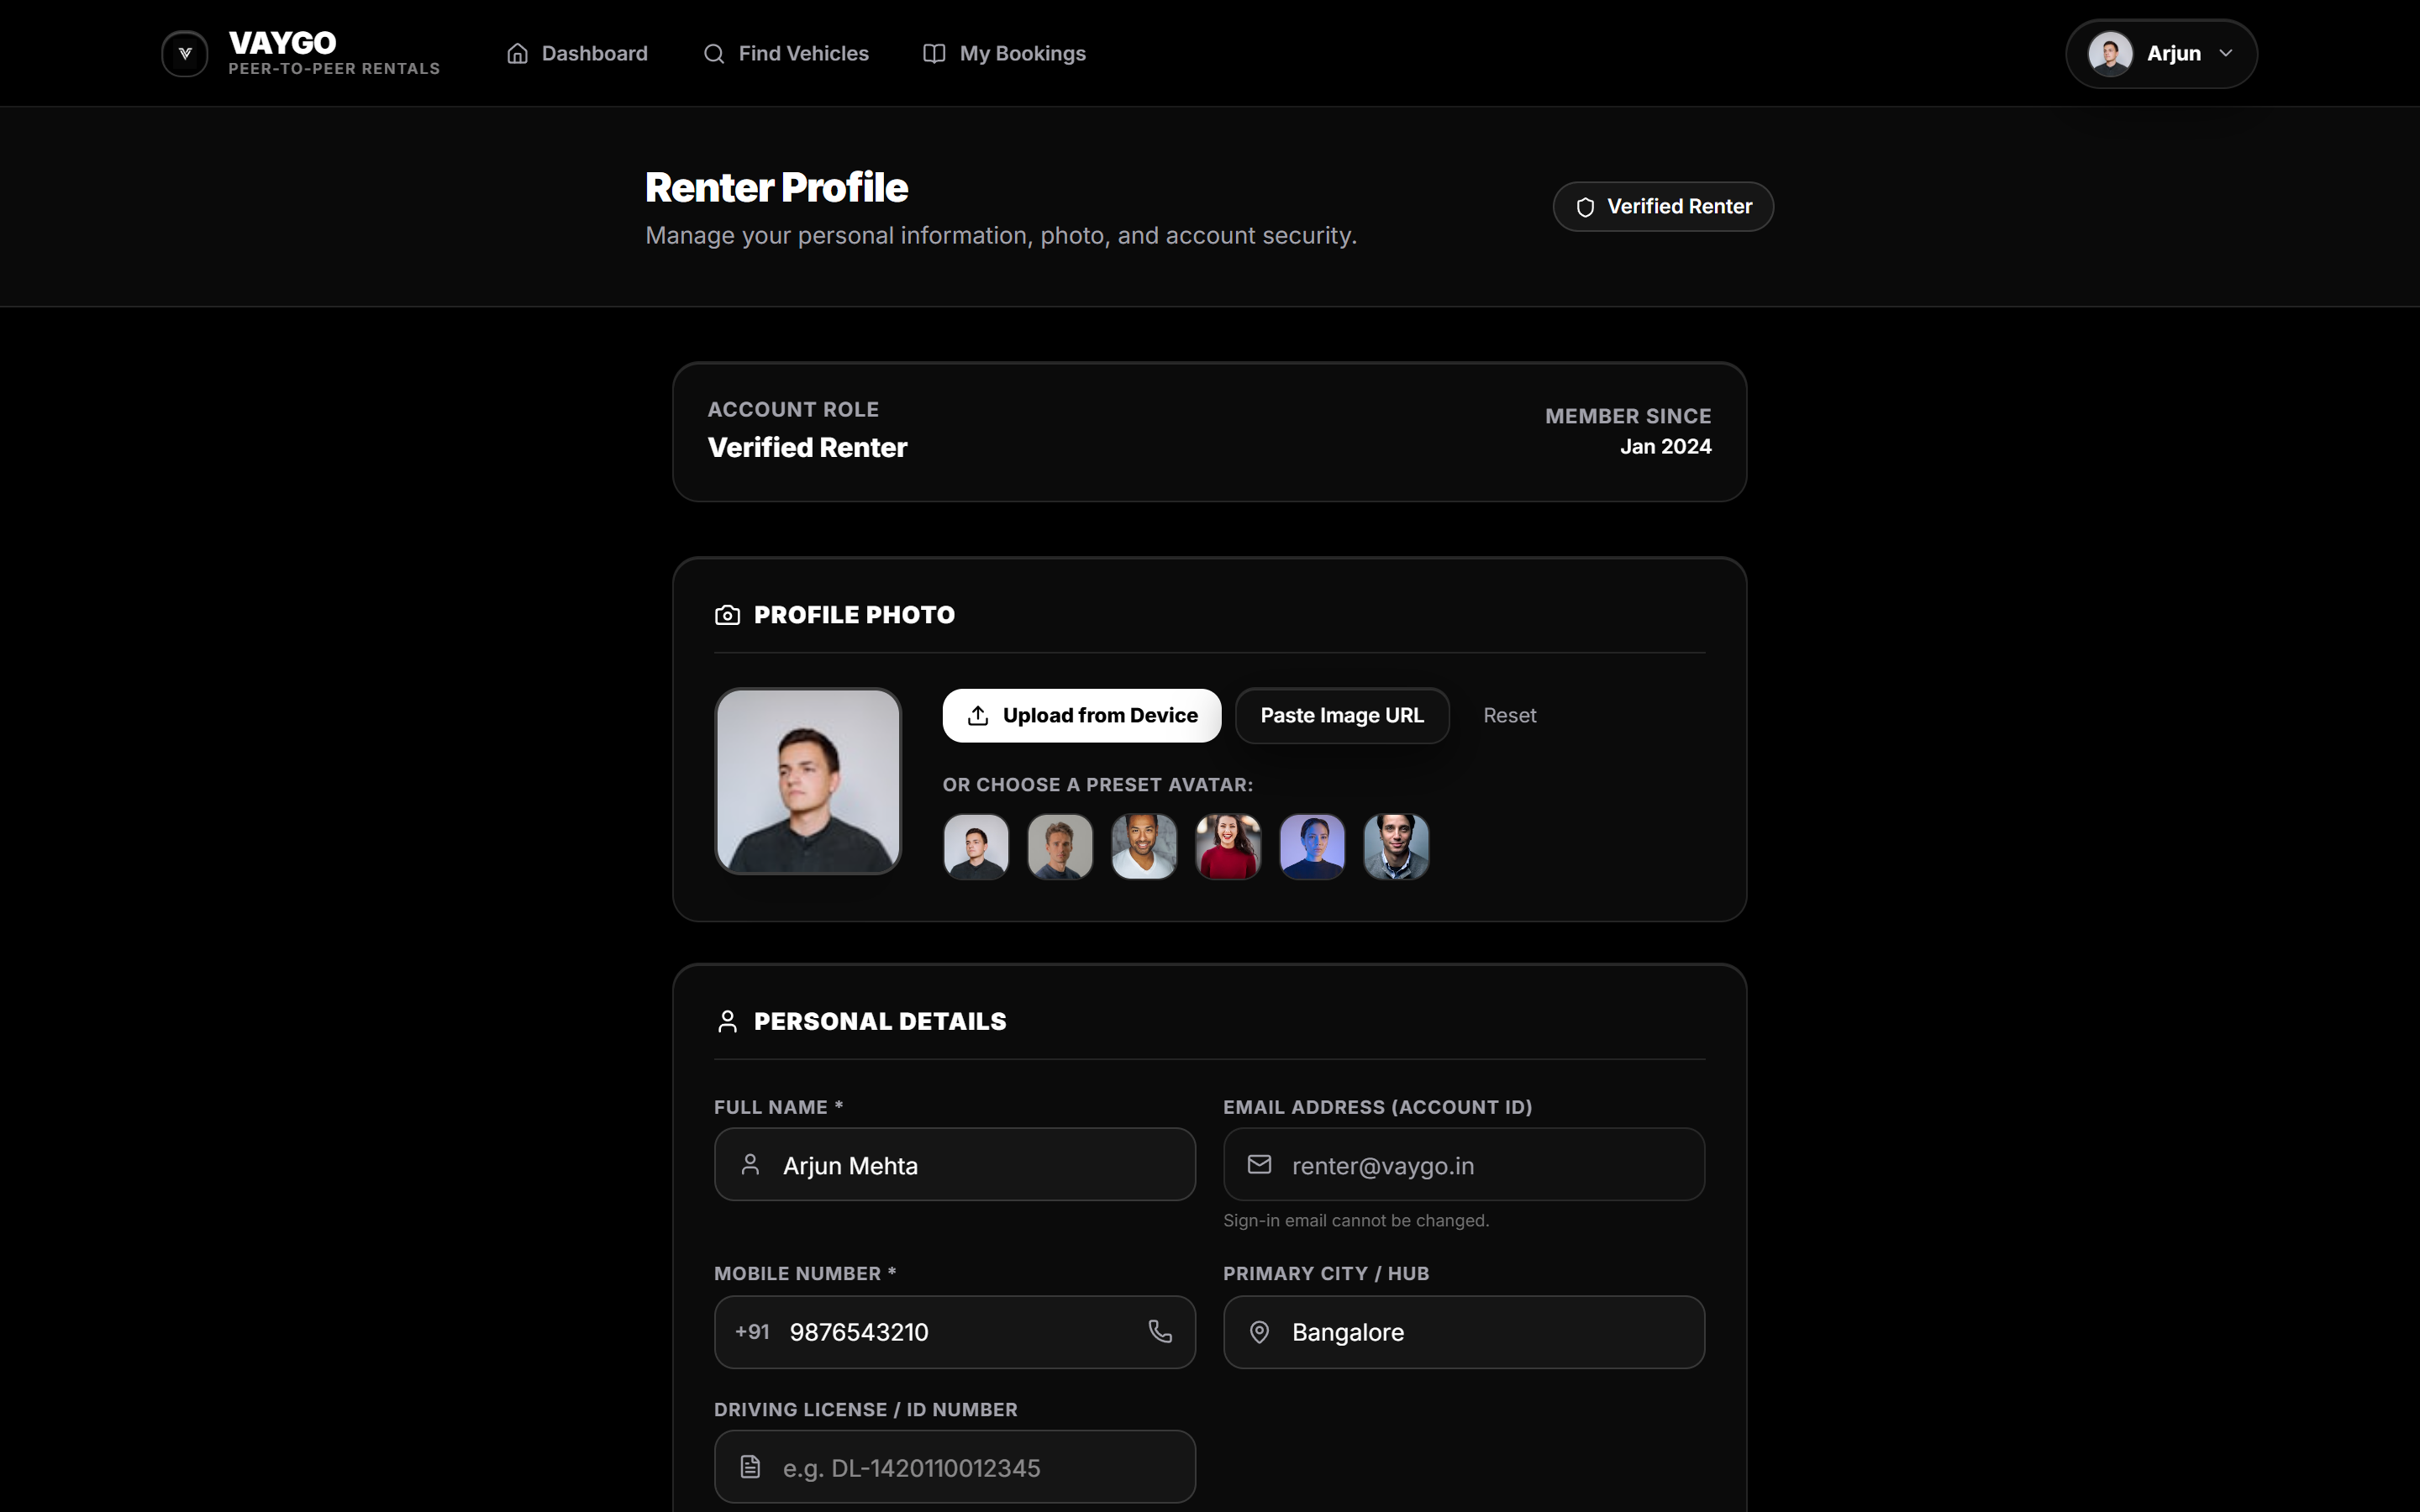 VAYGO
PEER-TO-PEER RENTALS
Dashboard
Find Vehicles
My Bookings
Arjun
Renter Profile
Manage your personal information, photo, and account security.
Verified Renter
ACCOUNT ROLE
Verified Renter
MEMBER SINCE
Jan 2024
PROFILE PHOTO
Upload from Device
Paste Image URL
Reset
OR CHOOSE A PRESET AVATAR:
PERSONAL DETAILS
FULL NAME *
Arjun Mehta
EMAIL ADDRESS (ACCOUNT ID)
renter@vaygo.in
Sign-in email cannot be changed.
MOBILE NUMBER *
+91 9876543210
PRIMARY CITY / HUB
Bangalore
DRIVING LICENSE / ID NUMBER
e.g. DL-1420110012345